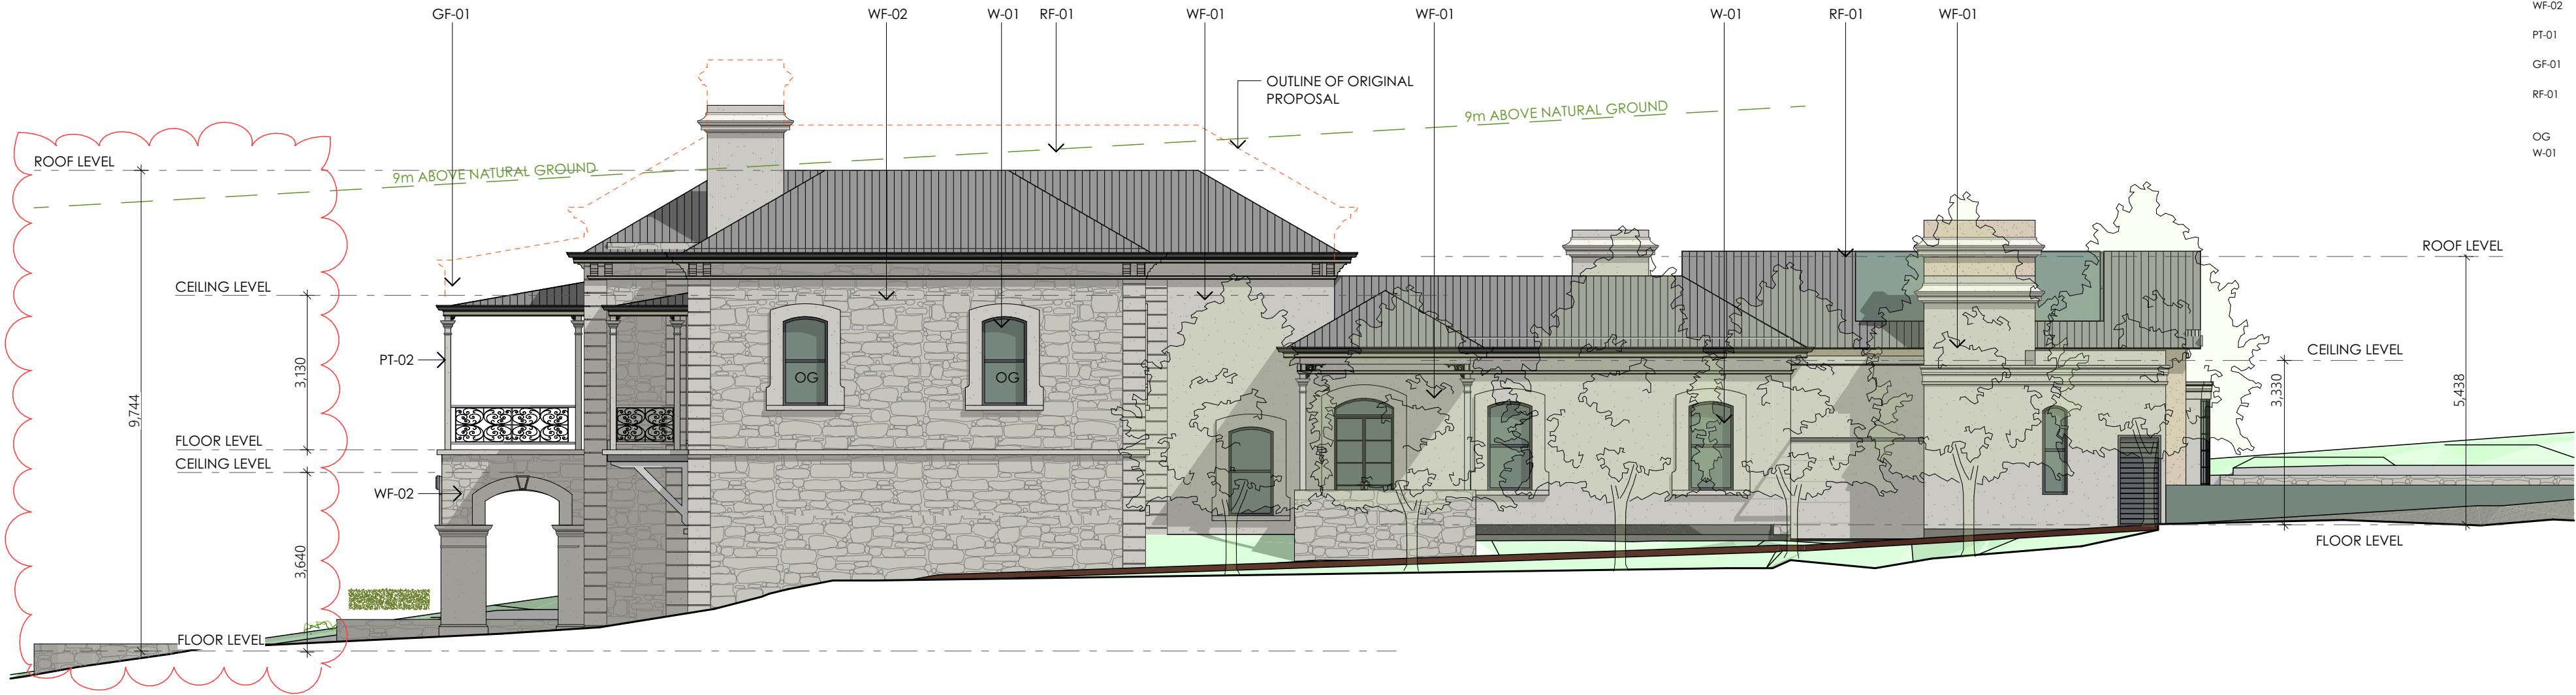 GF-01
WF-02
W-01
RF-01
WF-01
WF-01
W-01
RF-01
WF-01
WF-02
PT-01
GF-01
RF-01
OG
W-01
OUTLINE OF ORIGINAL
PROPOSAL
9m ABOVE NATURAL GROUND
ROOF LEVEL
9m ABOVE NATURAL GROUND
ROOF LEVEL
CEILING LEVEL
CEILING LEVEL
PT-02
3,130
OG
OG
9,744
3,330
5,438
FLOOR LEVEL
CEILING LEVEL
WF-02
3,640
FLOOR LEVEL
FLOOR LEVEL